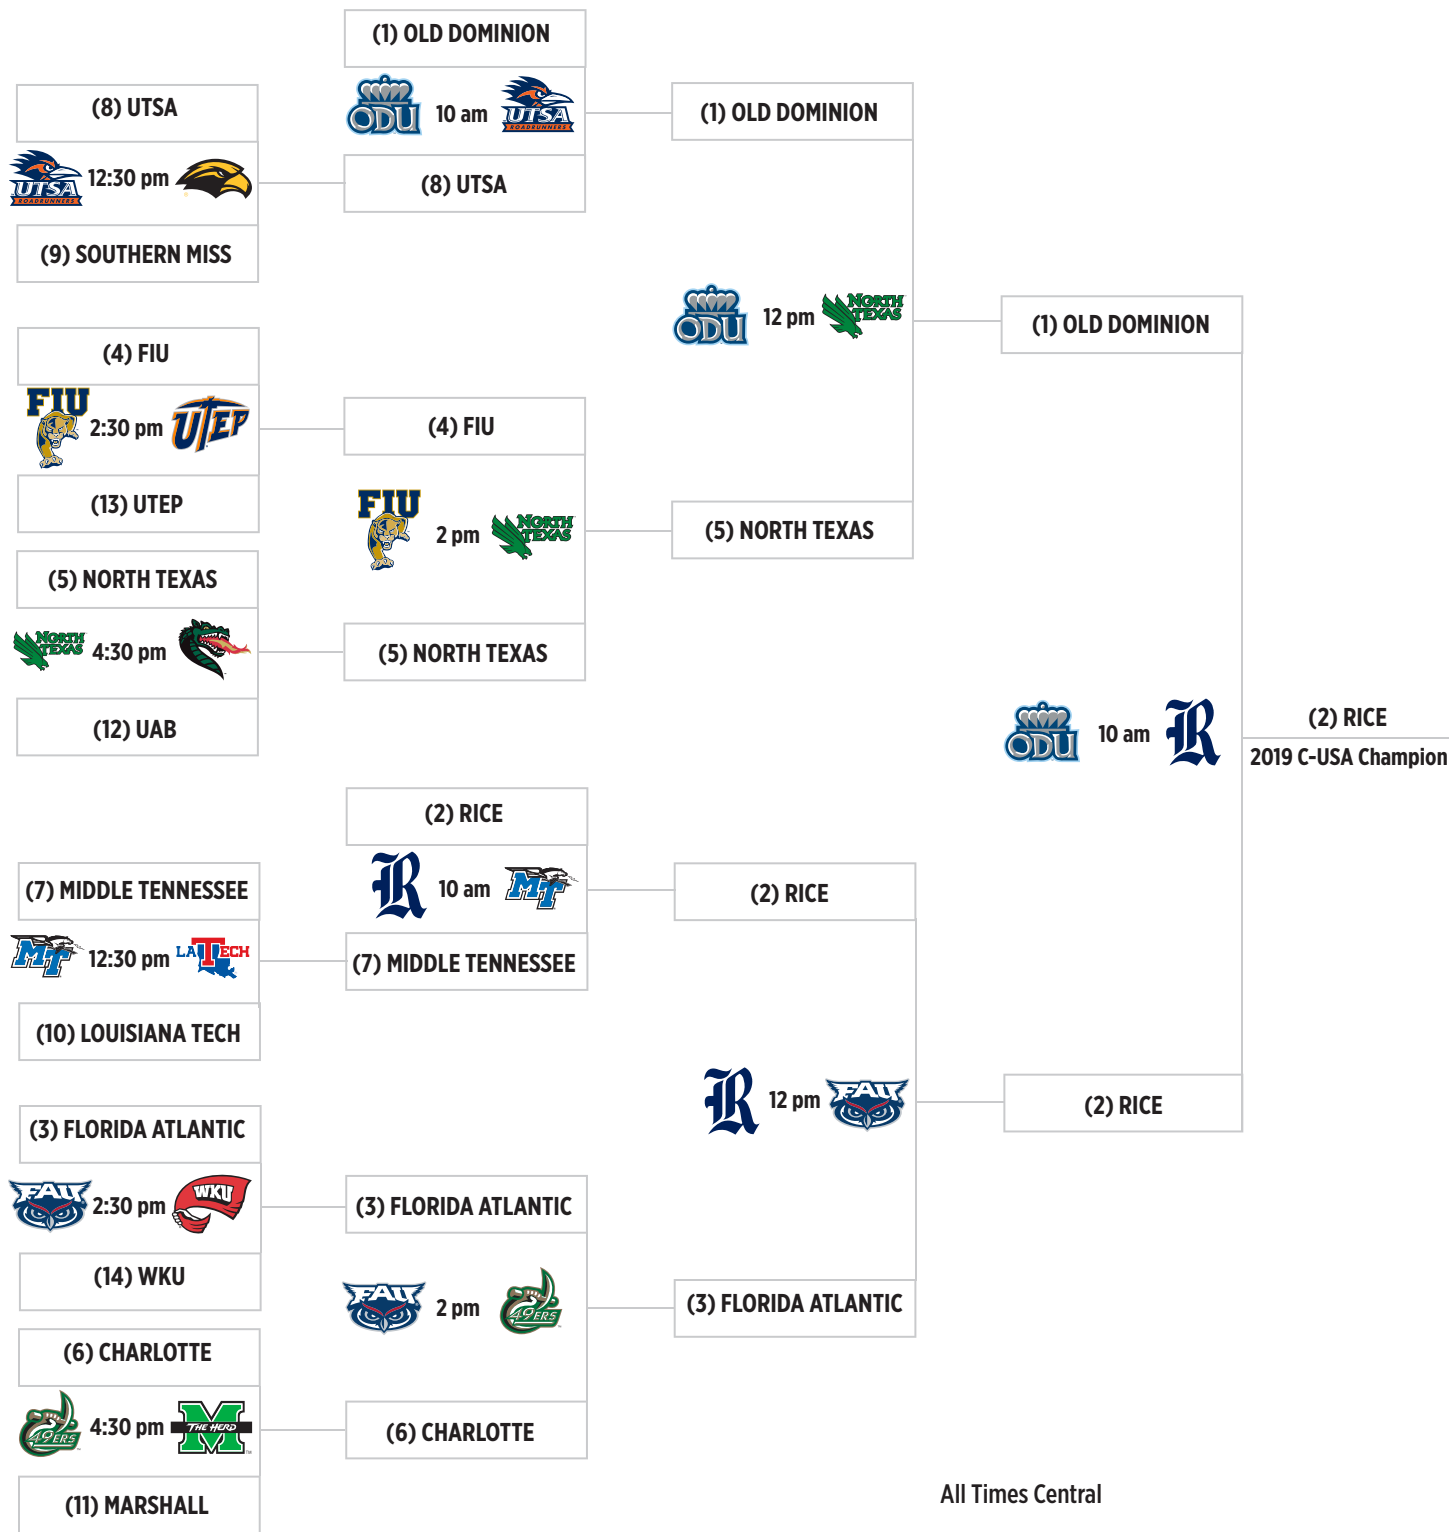 (1) OLD DOMINION
ODU
10 am
UTSA
ROADRUNNERS
(8) UTSA
(8) UTSA
UTSA
ROADRUNNERS
12:30 pm
(9) SOUTHERN MISS
(1) OLD DOMINION
(4) FIU
FIU
2:30 pm
UTEP
(13) UTEP
(5) NORTH TEXAS
NORTH
TEXAS
4:30 pm
(12) UAB
(4) FIU
FIU
2 pm
NORTH
TEXAS
(5) NORTH TEXAS
ODU
12 pm
NORTH
TEXAS
(5) NORTH TEXAS
(1) OLD DOMINION
ODU
10 am
R
(2) RICE
2019 C-USA Champion
(2) RICE
R
10 am
MT
(7) MIDDLE TENNESSEE
(7) MIDDLE TENNESSEE
MT
12:30 pm
LA TECH
(10) LOUISIANA TECH
(2) RICE
R
12 pm
FAU
(2) RICE
(3) FLORIDA ATLANTIC
FAU
2:30 pm
WKU
(14) WKU
(3) FLORIDA ATLANTIC
FAU
2 pm
49ERS
(3) FLORIDA ATLANTIC
(6) CHARLOTTE
49ERS
4:30 pm
M
THE HERD
(11) MARSHALL
(6) CHARLOTTE
All Times Central